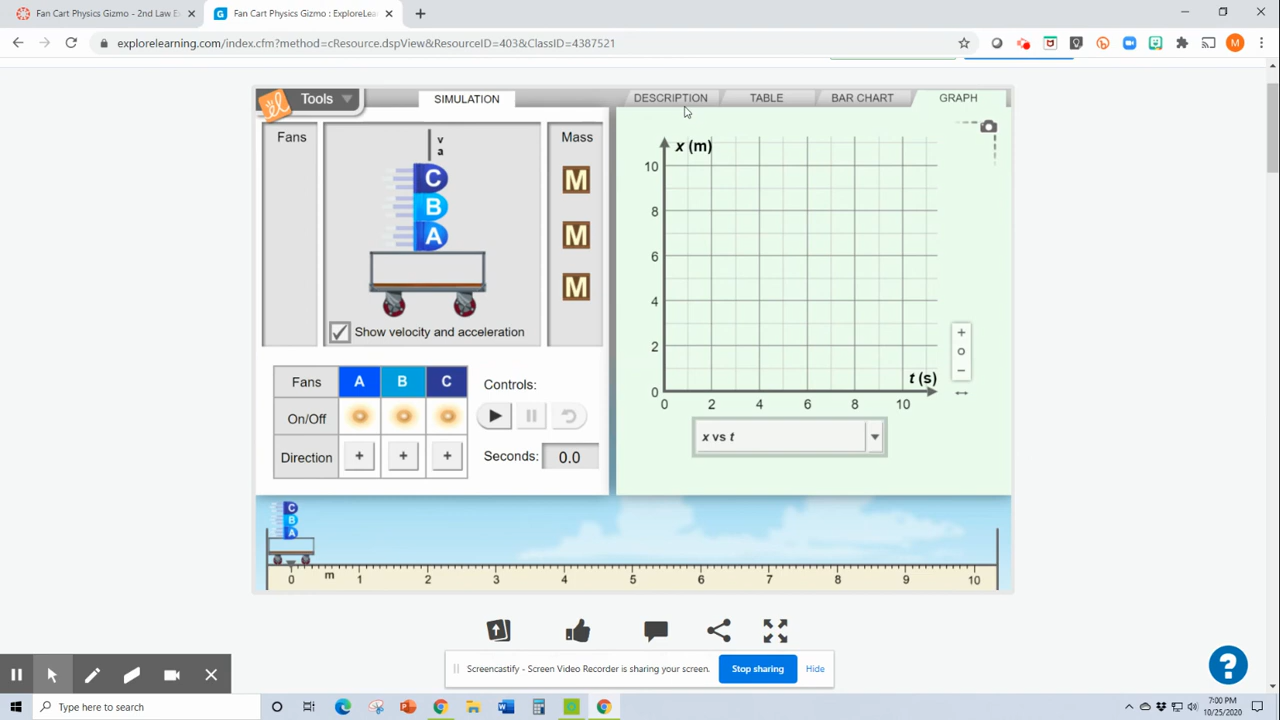 Fan Cart Physics Gizmo - 2nd Law E
Fan Cart Physics Gizmo : ExploreLea
explorelearning.com/index.cfm?method=cResource.dspView&ResourceID=403&ClassID=4387521
M
Tools
SIMULATION
DESCRIPTION
TABLE
BAR CHART
GRAPH
Fans
v
a
C
B
A
Mass
M
M
M
Show velocity and acceleration
Fans A B C
On/Off
Direction + + +
Controls:
Seconds: 0.0
x (m)
10
8
6
4
2
0
t (s)
0 2 4 6 8 10
+
o
−
x vs t
C
B
A
0 m 1 2 3 4 5 6 7 8 9 10
Screencastify - Screen Video Recorder is sharing your screen.
Stop sharing
Hide
?
Type here to search
7:00 PM
10/25/2020